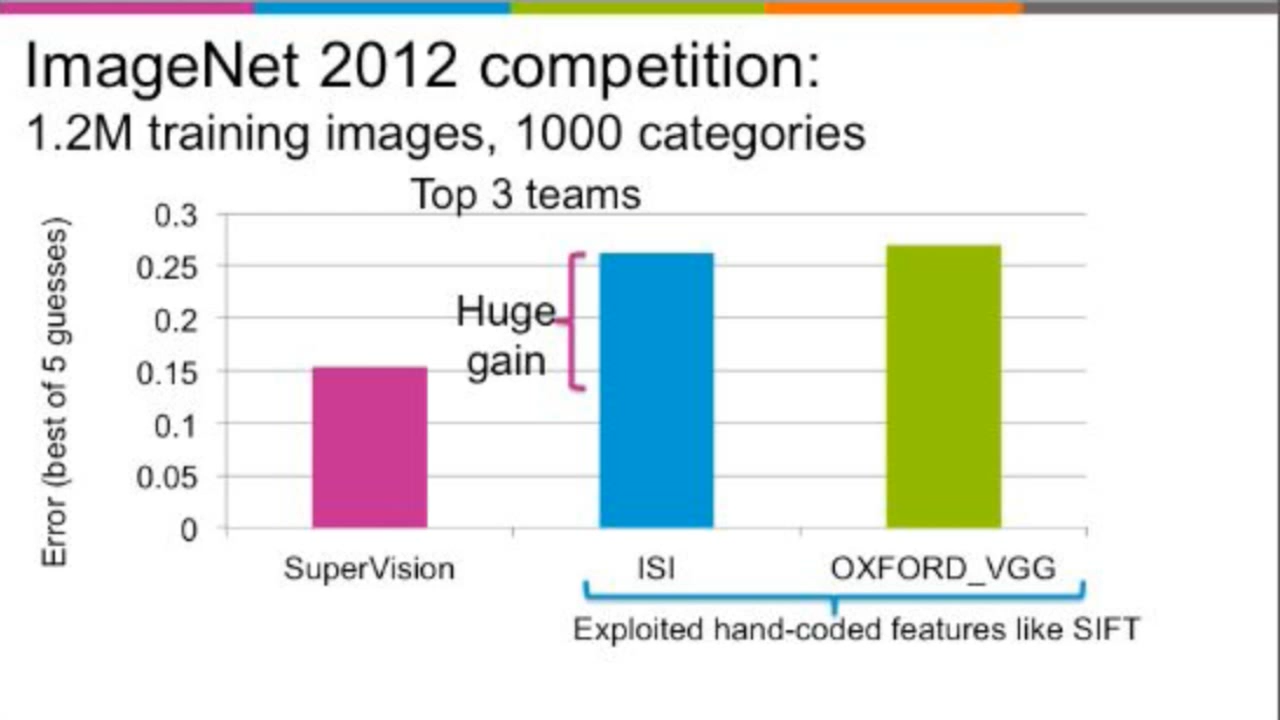 ImageNet 2012 competition:
1.2M training images, 1000 categories
Top 3 teams
Error (best of 5 guesses)
0.3
0.25
0.2
0.15
0.1
0.05
0
Huge
gain
SuperVision ISI OXFORD_VGG
Exploited hand-coded features like SIFT